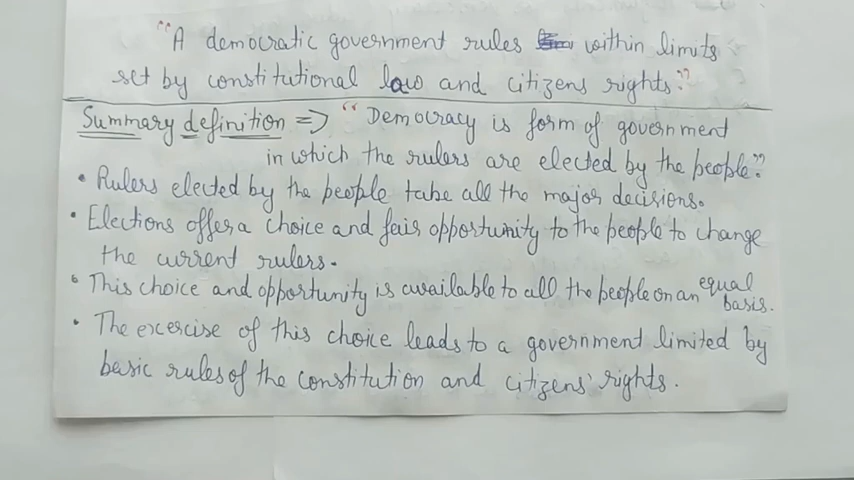 "A democratic government rules within limits
set by constitutional law and citizens rights."
Summary definition => "Democracy is form of government
in which the rulers are elected by the people".
• Rulers elected by the people take all the major decisions.
• Elections offer a choice and fair opportunity to the people to change
the current rulers.
• This choice and opportunity is available to all the people on an equal
basis.
• The exercise of this choice leads to a government limited by
basic rules of the constitution and citizens' rights.